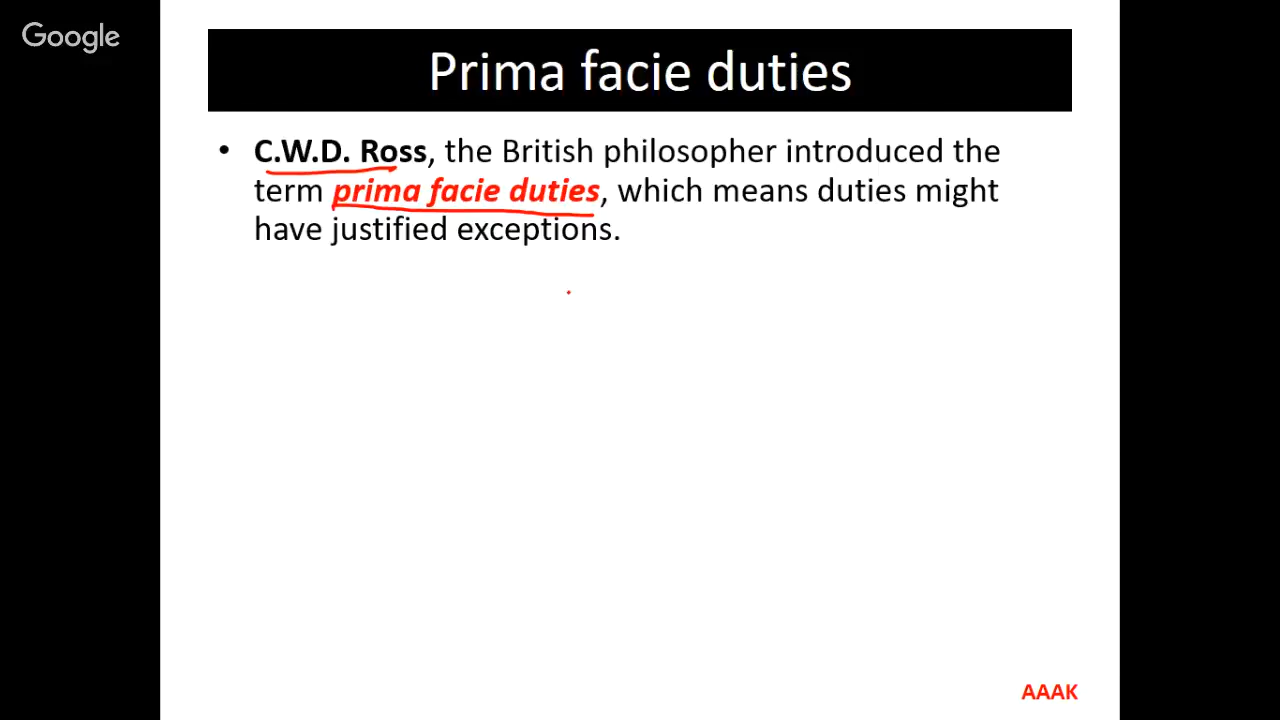 Google
Prima facie duties
• C.W.D. Ross, the British philosopher introduced the
term prima facie duties, which means duties might
have justified exceptions.
AAAK